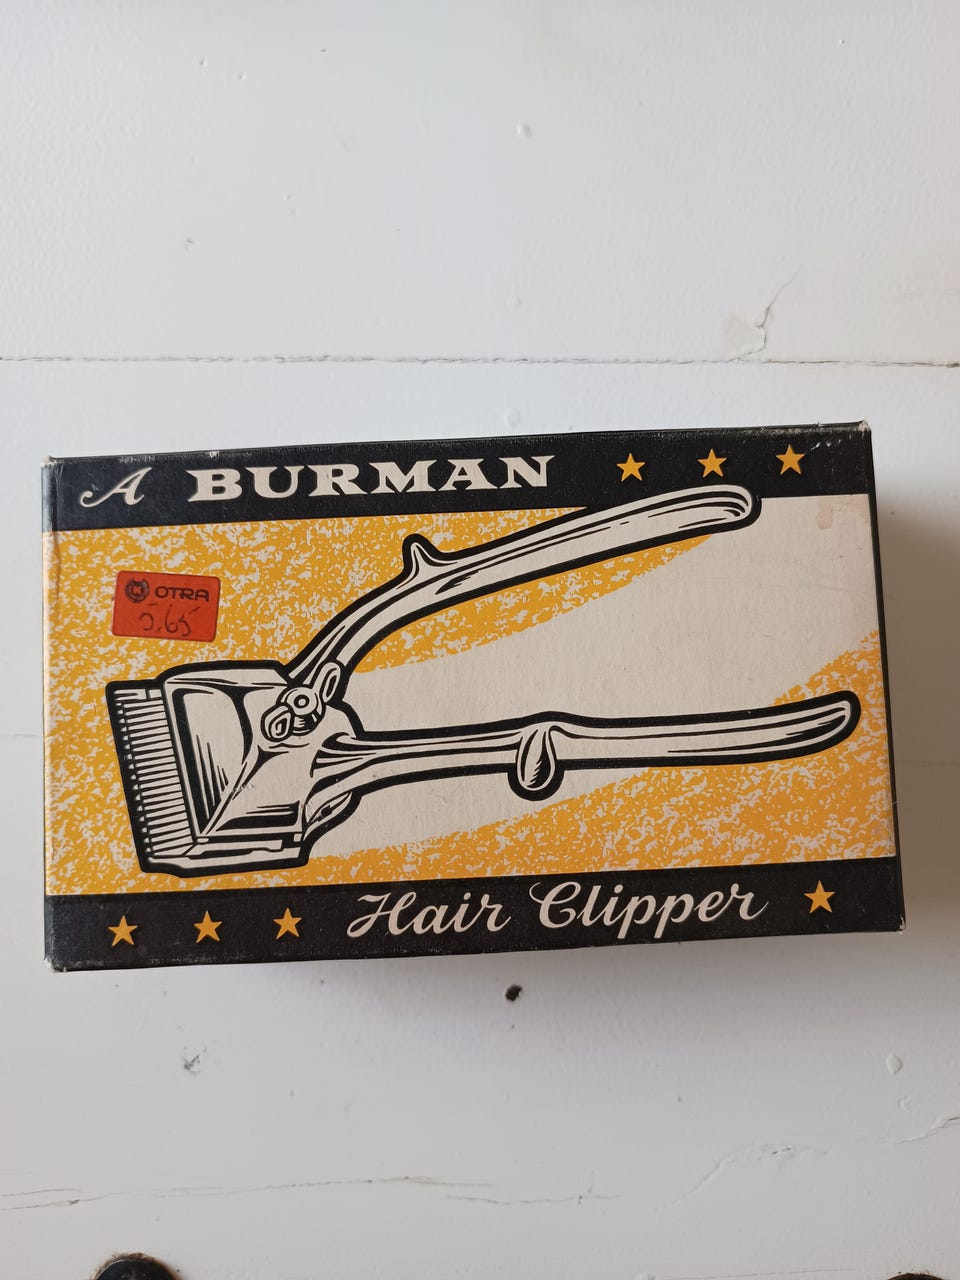 A BURMAN
OTRA
5,65
Hair Clipper